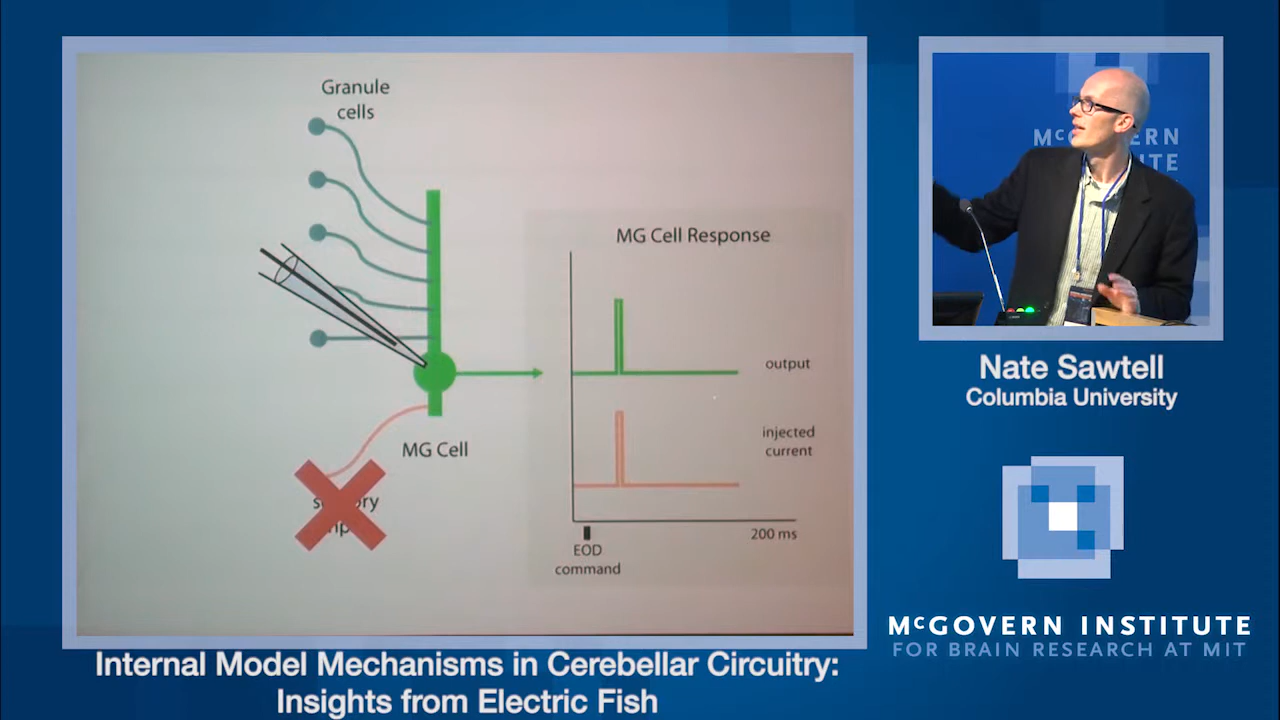 Granule
cells
MG Cell Response
output
injected
current
MG Cell
200 ms
EOD
command
Nate Sawtell
Columbia University
McGOVERN INSTITUTE
FOR BRAIN RESEARCH AT MIT
Internal Model Mechanisms in Cerebellar Circuitry:
Insights from Electric Fish